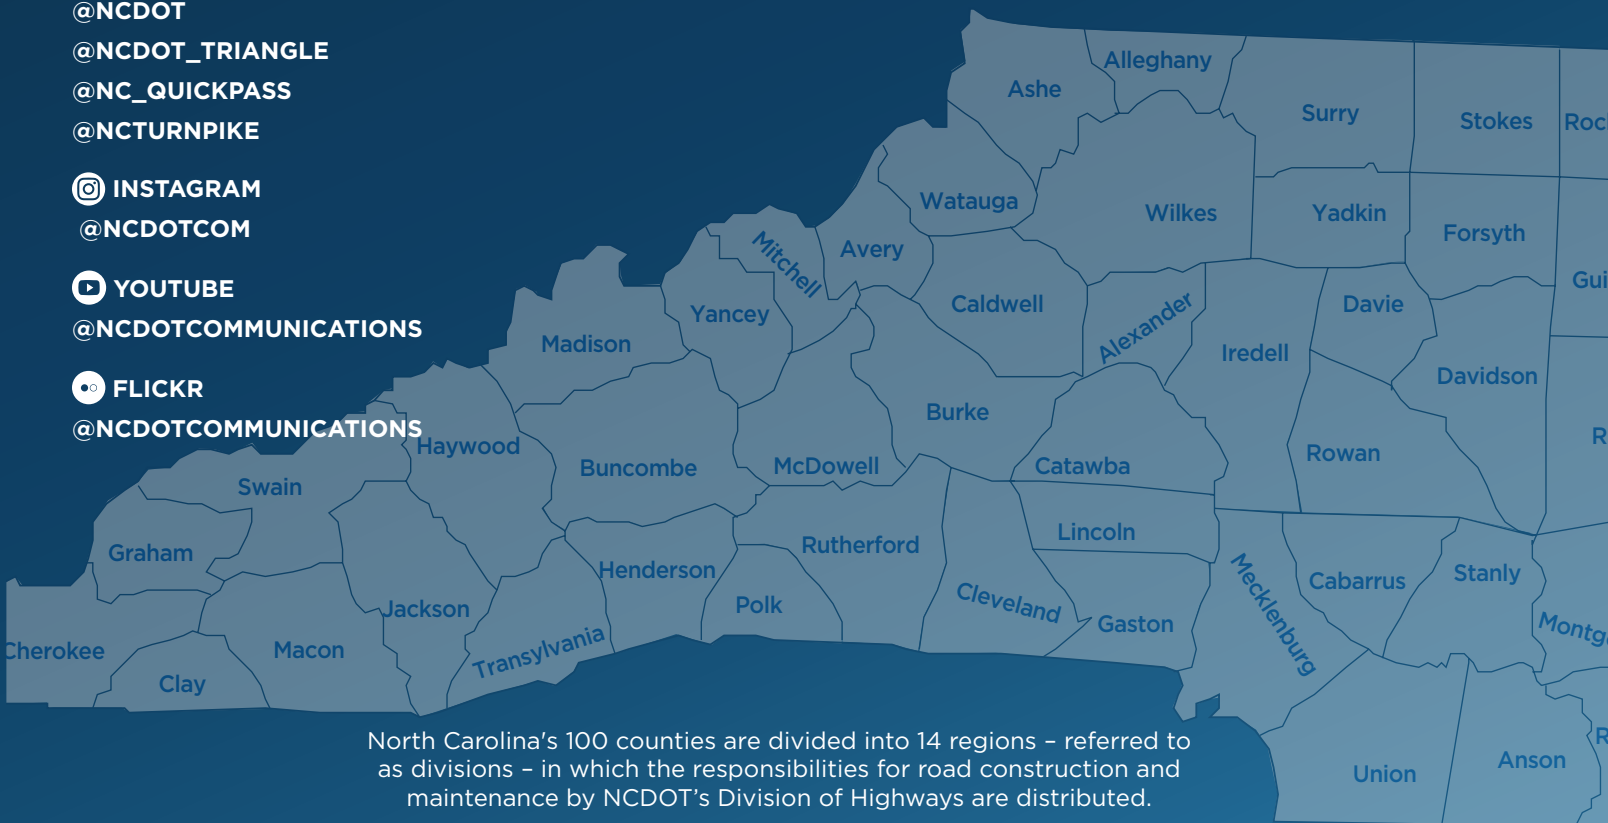 @NCDOT
@NCDOT_TRIANGLE
@NC_QUICKPASS
@NCTURNPIKE
INSTAGRAM
@NCDOTCOM
YOUTUBE
@NCDOTCOMMUNICATIONS
FLICKR
@NCDOTCOMMUNICATIONS
Ashe
Alleghany
Surry
Stokes
Watauga
Wilkes
Yadkin
Forsyth
Mitchell
Avery
Yancey
Caldwell
Alexander
Davie
Madison
Iredell
Davidson
Burke
Haywood
Buncombe
McDowell
Catawba
Rowan
Swain
Graham
Henderson
Rutherford
Lincoln
Cleveland
Mecklenburg
Cabarrus
Stanly
Jackson
Polk
Gaston
Cherokee
Macon
Transylvania
Clay
Union
Anson
North Carolina's 100 counties are divided into 14 regions – referred to
as divisions – in which the responsibilities for road construction and
maintenance by NCDOT’s Division of Highways are distributed.